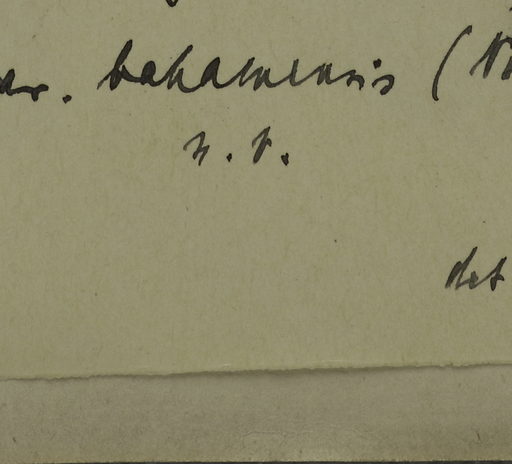 var. bahamensis (
n. v.
det